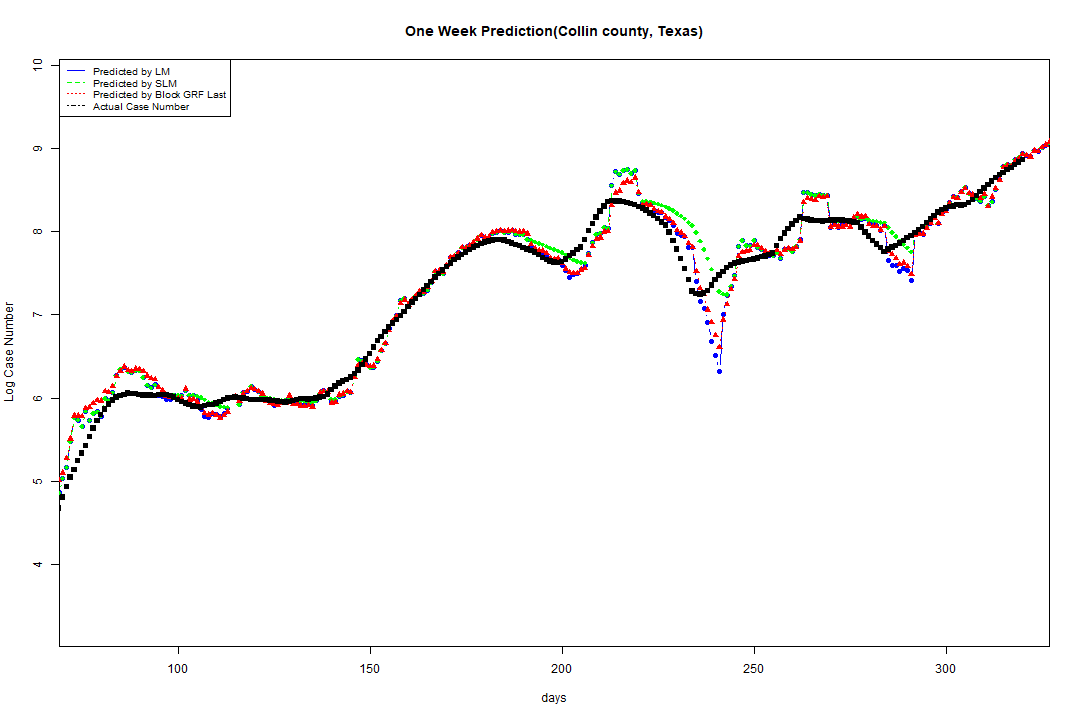 One Week Prediction(Collin county, Texas)
Predicted by LM
Predicted by SLM
Predicted by Block GRF Last
Actual Case Number
Log Case Number
10
9
8
7
6
5
4
100 150 200 250 300
days